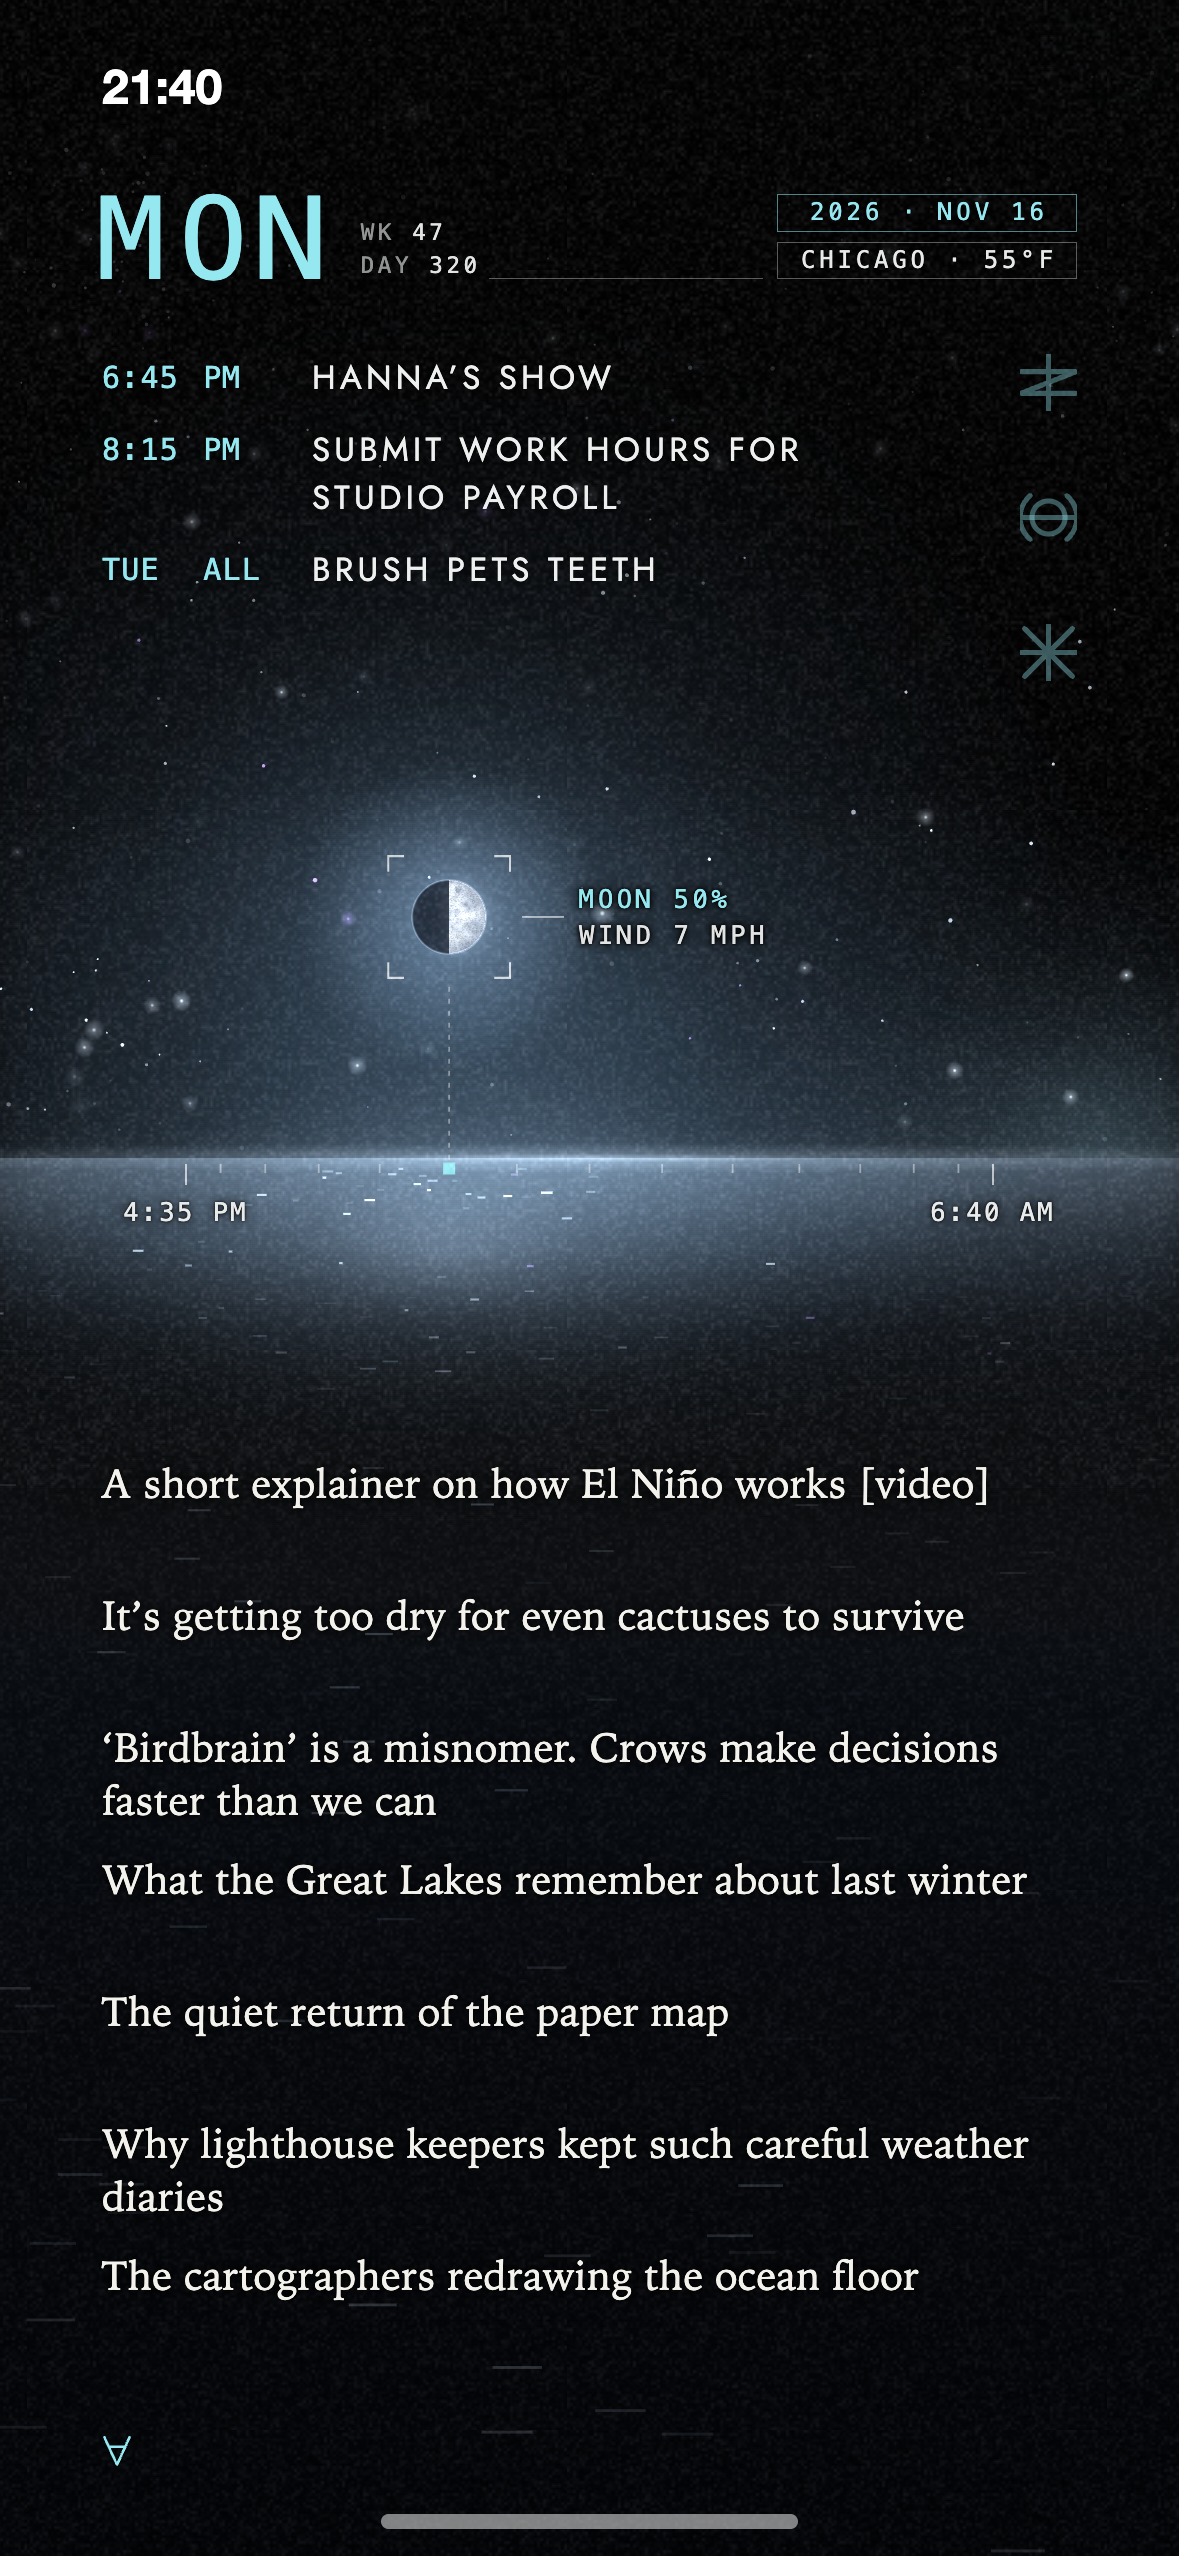 21:40
MON
WK 47
DAY 320
2026 · NOV 16
CHICAGO · 55°F
6:45 PM HANNA’S SHOW
8:15 PM SUBMIT WORK HOURS FOR
STUDIO PAYROLL
TUE ALL BRUSH PETS TEETH
MOON 50%
WIND 7 MPH
4:35 PM
6:40 AM
A short explainer on how El Niño works [video]
It’s getting too dry for even cactuses to survive
‘Birdbrain’ is a misnomer. Crows make decisions
faster than we can
What the Great Lakes remember about last winter
The quiet return of the paper map
Why lighthouse keepers kept such careful weather
diaries
The cartographers redrawing the ocean floor